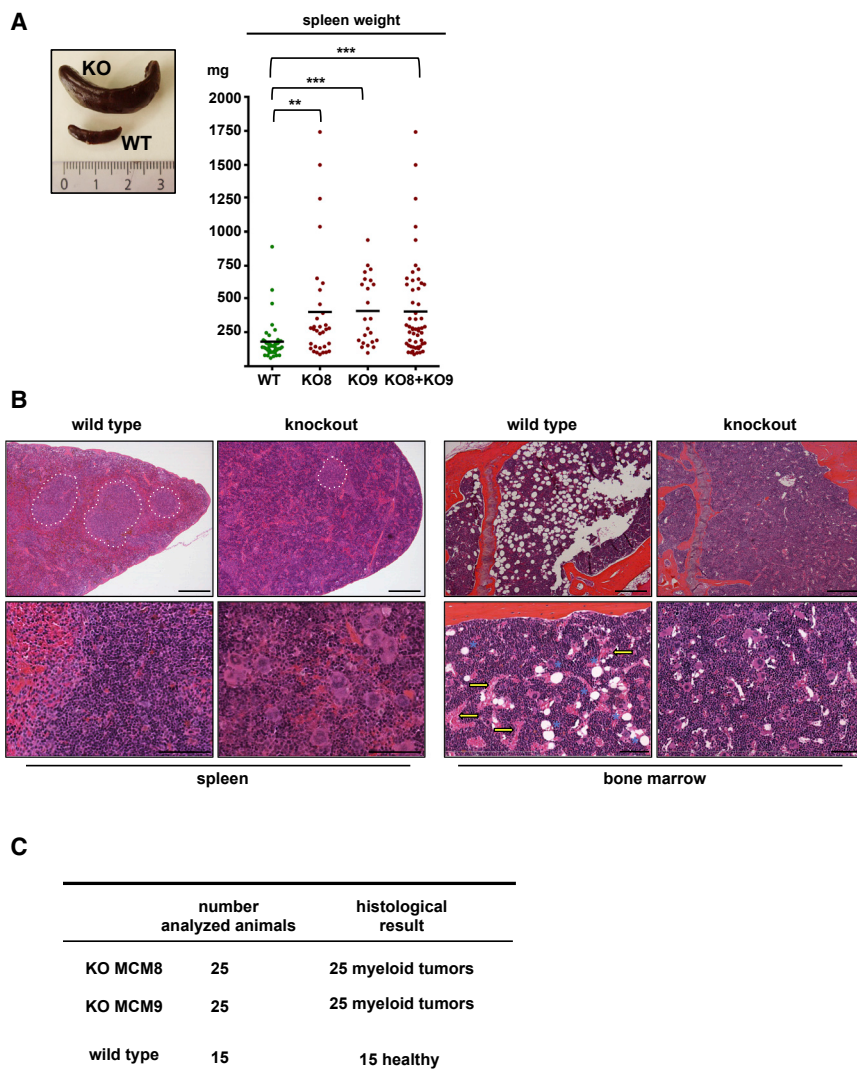 A
spleen weight
KO
WT
0 1 2 3
mg
***
***
**
2000
1750
1500
1250
1000
750
500
250
WT KO8 KO9 KO8+KO9
B
wild type knockout wild type knockout
spleen bone marrow
C
number analyzed animals histological result
KO MCM8 25 25 myeloid tumors
KO MCM9 25 25 myeloid tumors
wild type 15 15 healthy